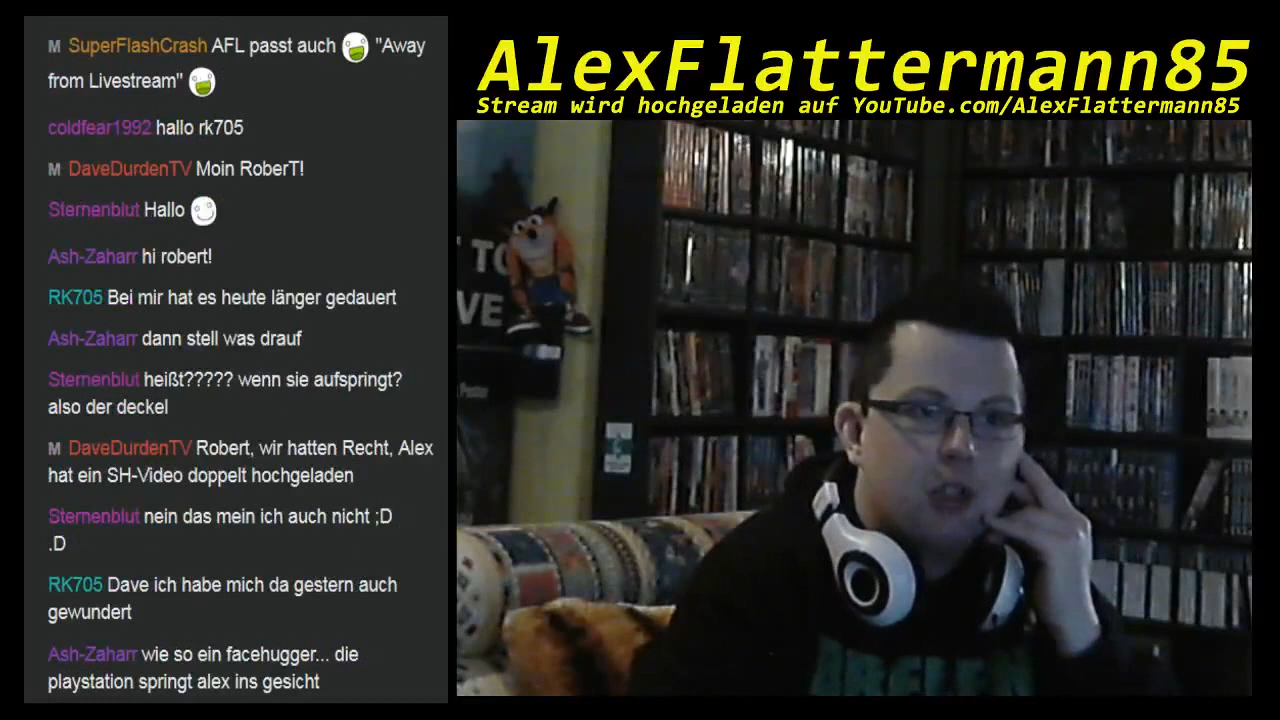 M SuperFlashCrash AFL passt auch "Away
from Livestream"
coldfear1992 hallo rk705
M DaveDurdenTV Moin RoberT!
Sternenblut Hallo
Ash-Zaharr hi robert!
RK705 Bei mir hat es heute länger gedauert
Ash-Zaharr dann stell was drauf
Sternenblut heißt????? wenn sie aufspringt?
also der deckel
M DaveDurdenTV Robert, wir hatten Recht, Alex
hat ein SH-Video doppelt hochgeladen
Sternenblut nein das mein ich auch nicht ;D
.D
RK705 Dave ich habe mich da gestern auch
gewundert
Ash-Zaharr wie so ein facehugger... die
playstation springt alex ins gesicht
AlexFlattermann85
Stream wird hochgeladen auf YouTube.com/AlexFlattermann85